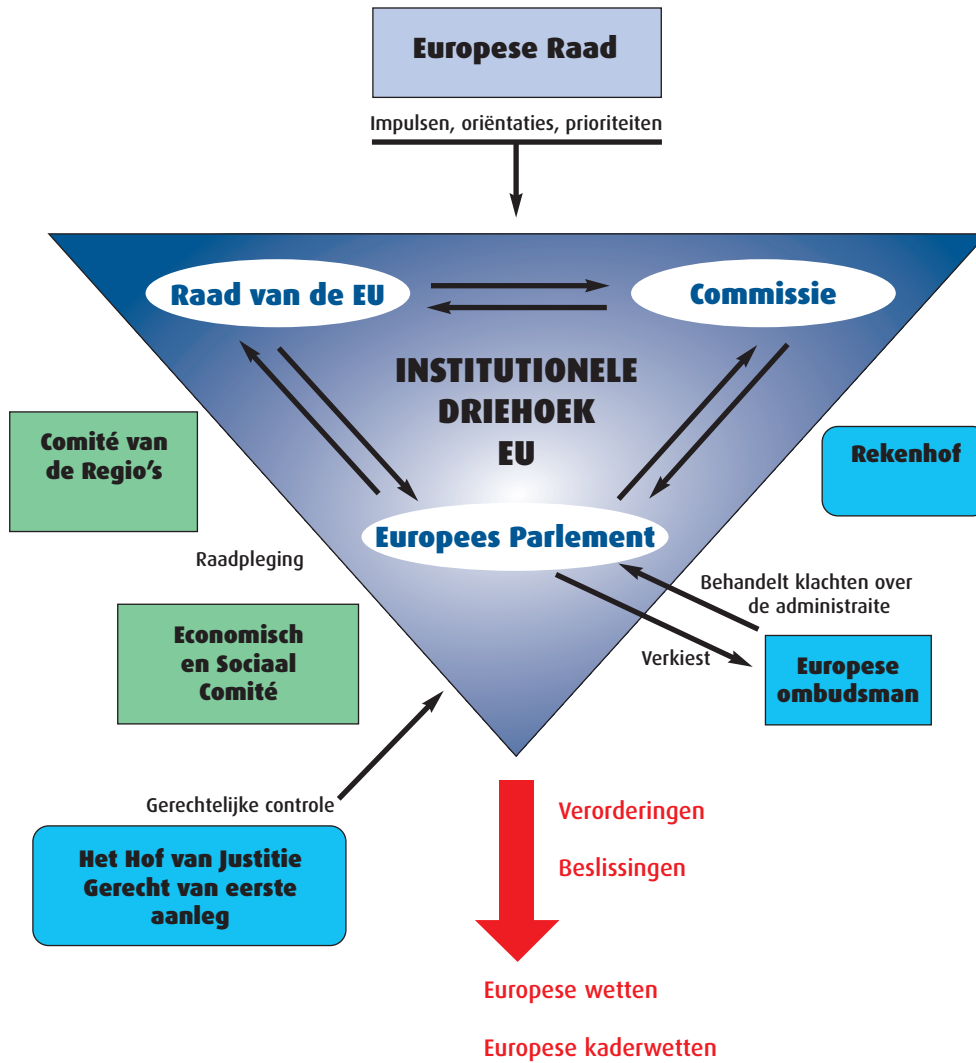 Europese Raad
Impulsen, oriëntaties, prioriteiten
Raad van de EU
Commissie
INSTITUTIONELE
DRIEHOEK
EU
Comité van
de Regio's
Rekenhof
Europees Parlement
Raadpleging
Behandelt klachten over
de administraite
Economisch
en Sociaal
Comité
Verkiest
Europese
ombudsman
Gerechtelijke controle
Het Hof van Justitie
Gerecht van eerste
aanleg
Verorderingen
Beslissingen
Europese wetten
Europese kaderwetten